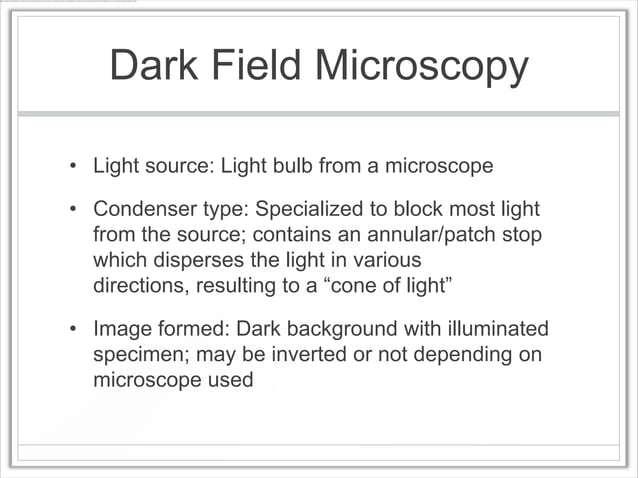 Dark Field Microscopy
• Light source: Light bulb from a microscope
• Condenser type: Specialized to block most light
from the source; contains an annular/patch stop
which disperses the light in various
directions, resulting to a “cone of light”
• Image formed: Dark background with illuminated
specimen; may be inverted or not depending on
microscope used